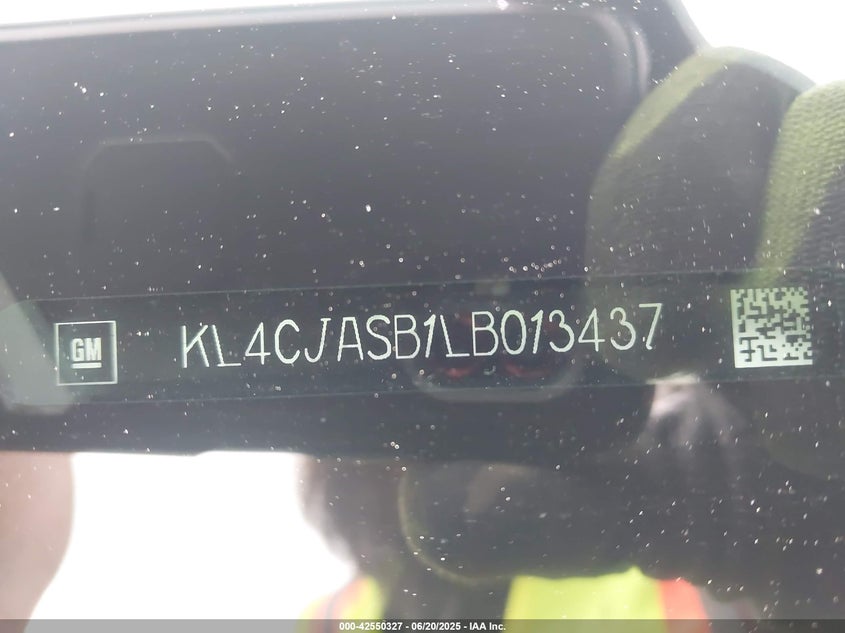 GM KL4CJASB1LB013437
000-42550327 - 06/20/2025 - IAA Inc.